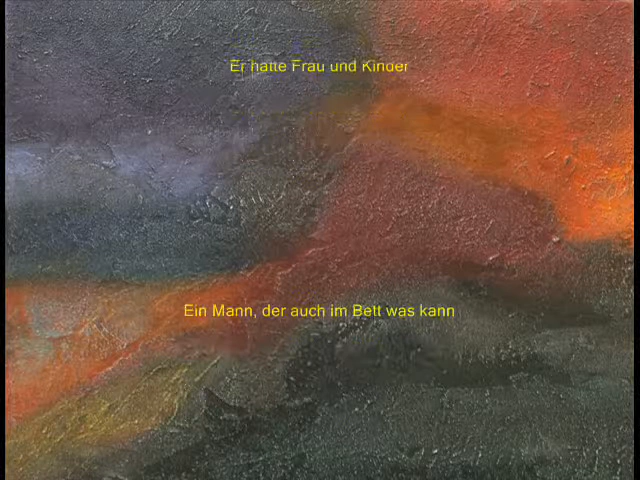 Er hatte Frau und Kinder
Ein Mann, der auch im Bett was kann